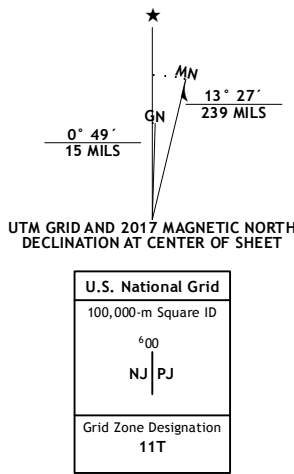 ★
MN
GN
0° 49´
15 MILS
13° 27´
239 MILS
UTM GRID AND 2017 MAGNETIC NORTH
DECLINATION AT CENTER OF SHEET
U.S. National Grid
100,000-m Square ID
⁶00
NJ PJ
Grid Zone Designation
11T